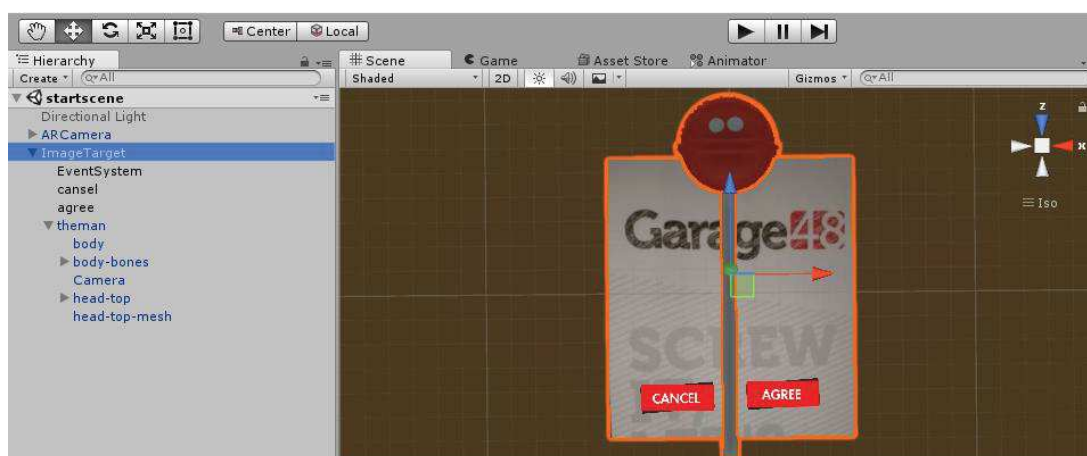 Center Local
Hierarchy
Create All
startscene
Directional Light
ARCamera
ImageTarget
EventSystem
cansel
agree
theman
body
body-bones
Camera
head-top
head-top-mesh
Scene Game Asset Store Animator
Shaded 2D Gizmos All
z
x
Iso
Garage48
SCREW
CANCEL AGREE